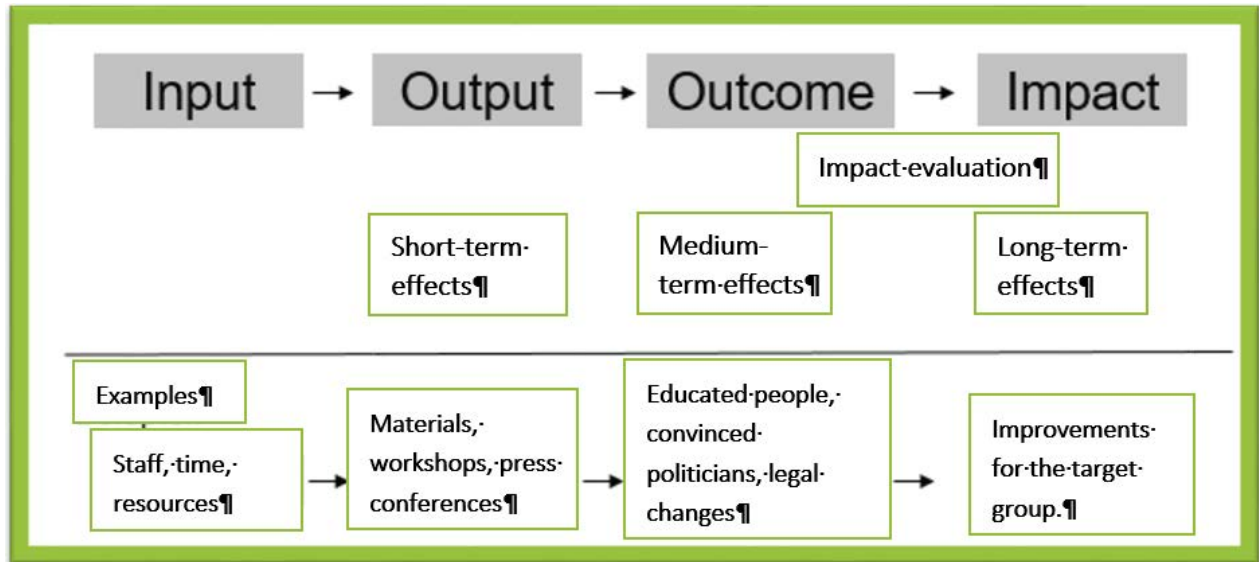 Input → Output → Outcome → Impact
Impact·evaluation¶
Short-term·
effects¶
Medium-
term·effects¶
Long-term·
effects¶
Examples¶
Staff,·time,·
resources¶
→
Materials,·
workshops,·press·
conferences¶
→
Educated·people,·
convinced·
politicians,·legal·
changes¶
→
Improvements·
for·the·target·
group.¶